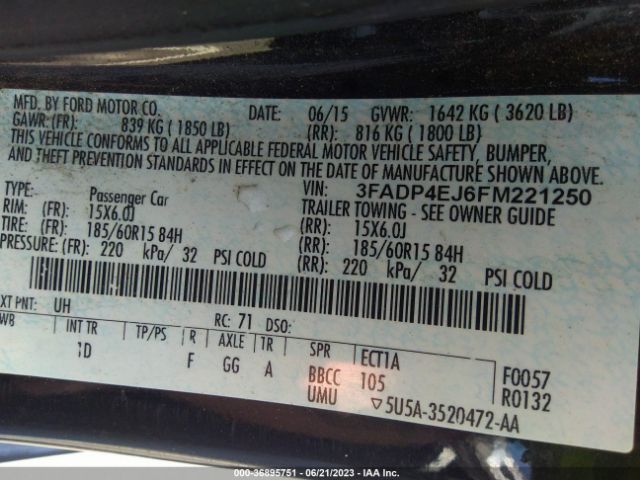 MFD. BY FORD MOTOR CO. DATE: 06/15 GVWR: 1642 KG ( 3620 LB)
GAWR: (FR): 839 KG ( 1850 LB) (RR): 816 KG ( 1800 LB)
THIS VEHICLE CONFORMS TO ALL APPLICABLE FEDERAL MOTOR VEHICLE SAFETY, BUMPER,
AND THEFT PREVENTION STANDARDS IN EFFECT ON THE DATE OF MANUFACTURE SHOWN ABOVE.
TYPE: Passenger Car VIN: 3FADP4EJ6FM221250
RIM: (FR): 15X6.0J TRAILER TOWING - SEE OWNER GUIDE
TIRE: (FR): 185/60R15 84H (RR): 15X6.0J
PRESSURE: (FR): 220 kPa/ 32 PSI COLD (RR): 185/60R15 84H
(RR): 220 kPa/ 32 PSI COLD
XT PNT: UH RC: 71 DSO:
WB INT TR TP/PS R AXLE TR SPR ECT1A F0057
D F GG A BBCC 105 R0132
UMU 5U5A-3520472-AA
000-36895751 - 06/21/2023 - IAA Inc.